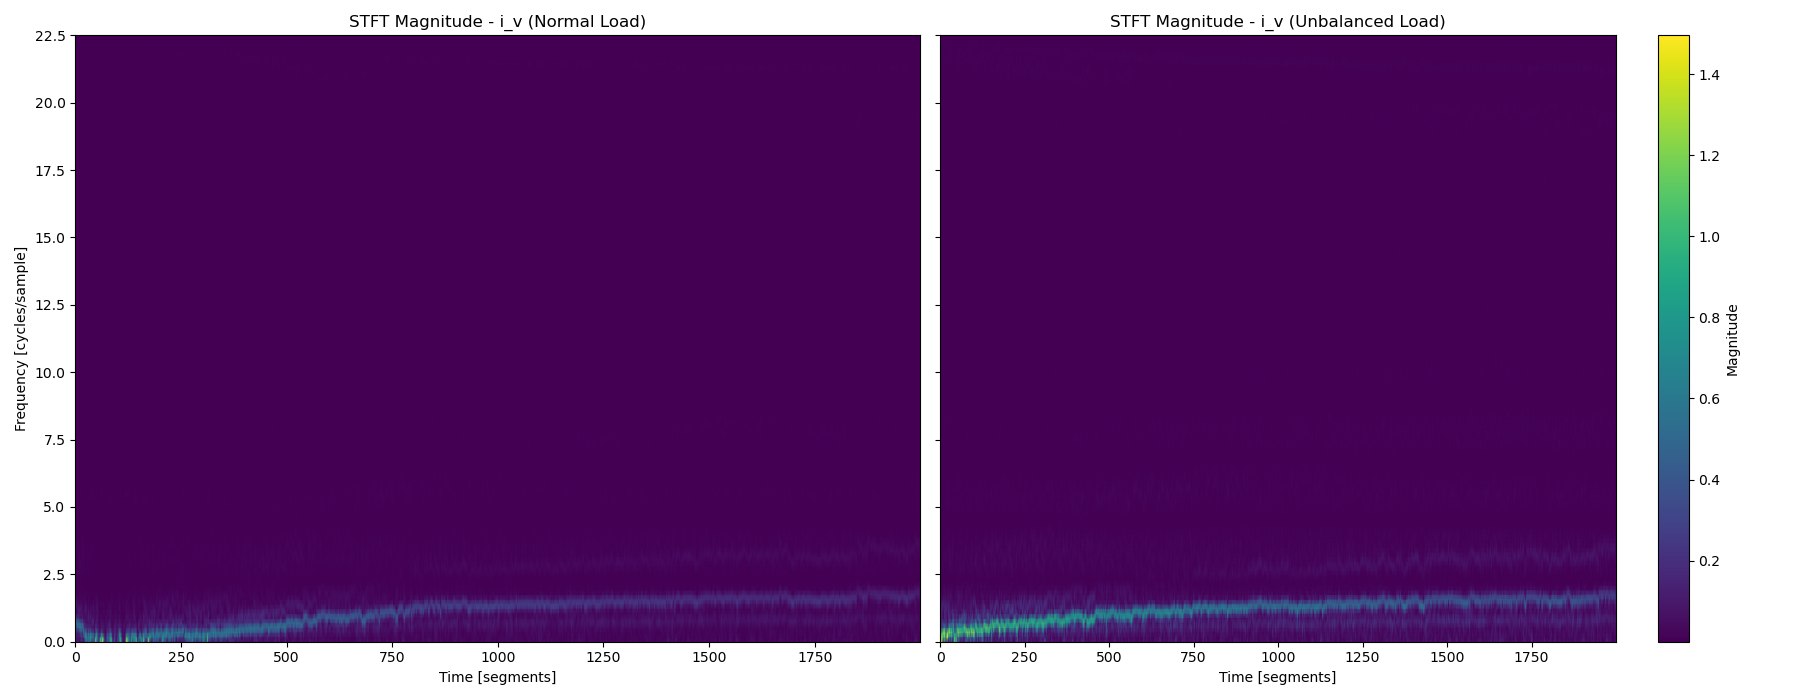 STFT Magnitude - i_v (Normal Load)
STFT Magnitude - i_v (Unbalanced Load)
Frequency [cycles/sample]
22.5
20.0
17.5
15.0
12.5
10.0
7.5
5.0
2.5
0.0
0 250 500 750 1000 1250 1500 1750
Time [segments]
0 250 500 750 1000 1250 1500 1750
Time [segments]
1.4
1.2
1.0
0.8
0.6
0.4
0.2
Magnitude